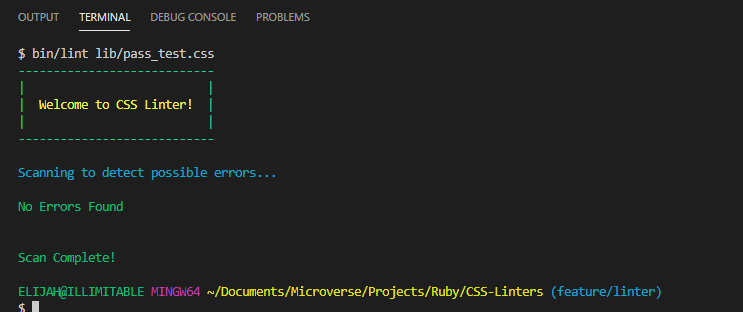 OUTPUT TERMINAL DEBUG CONSOLE PROBLEMS
$ bin/lint lib/pass_test.css
----------------------------
|                          |
|  Welcome to CSS Linter!  |
|                          |
----------------------------
Scanning to detect possible errors...
No Errors Found
Scan Complete!
ELIJAH@ILLIMITABLE MINGW64 ~/Documents/Microverse/Projects/Ruby/CSS-Linters (feature/linter)
$